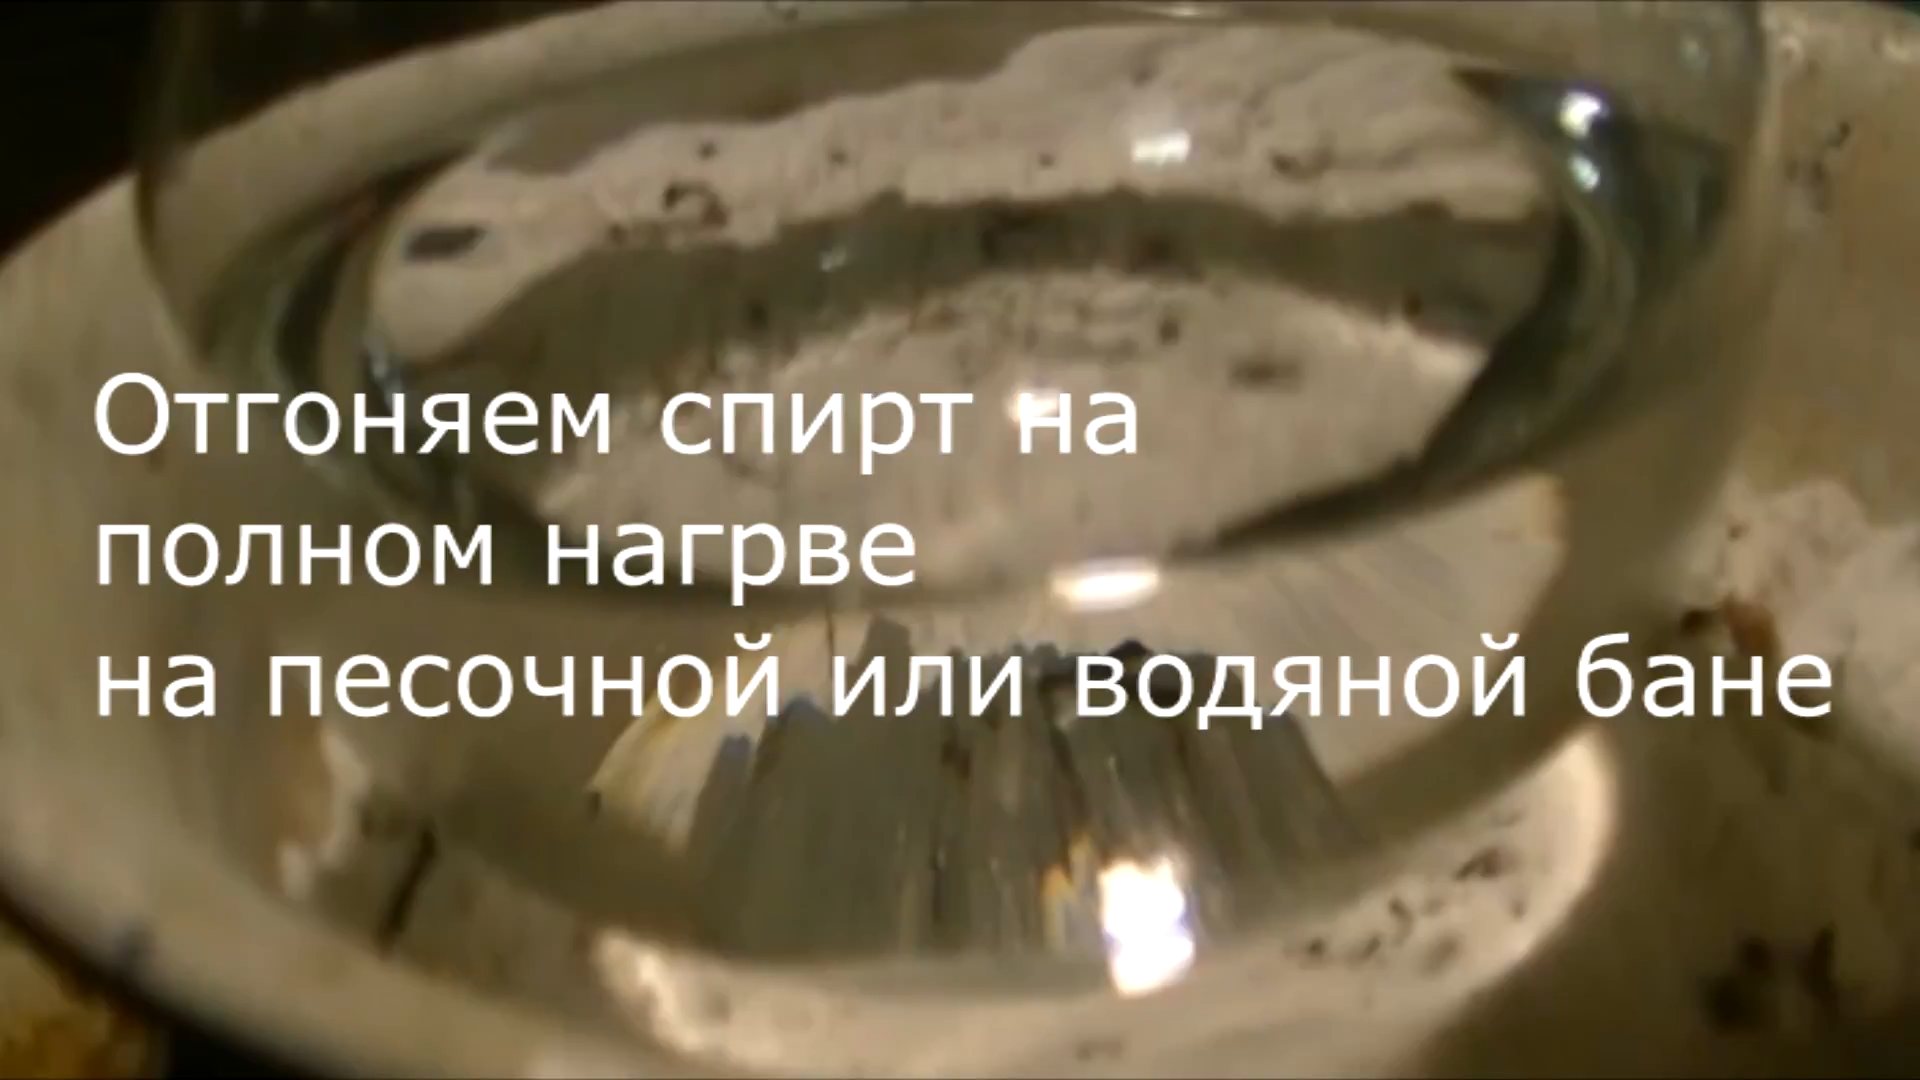 Отгоняем спирт на
полном нагрве
на песочной или водяной бане